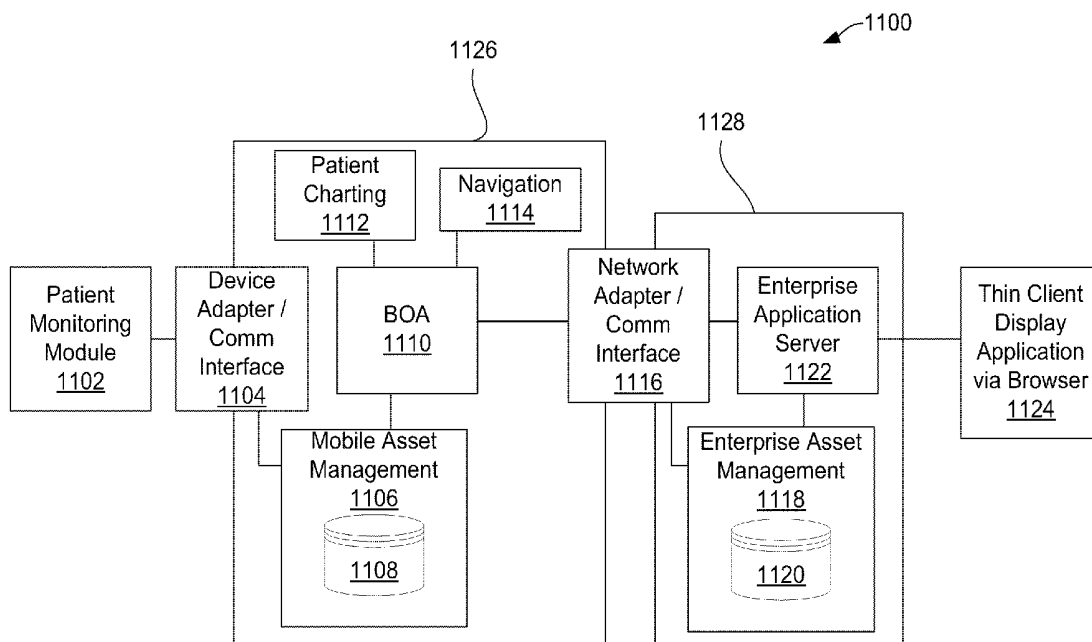 1100
1126
1128
Patient
Charting
1112
Navigation
1114
Patient
Monitoring
Module
1102
Device
Adapter /
Comm
Interface
1104
BOA
1110
Network
Adapter /
Comm
Interface
1116
Enterprise
Application
Server
1122
Thin Client
Display
Application
via Browser
1124
Mobile Asset
Management
1106
1108
Enterprise Asset
Management
1118
1120